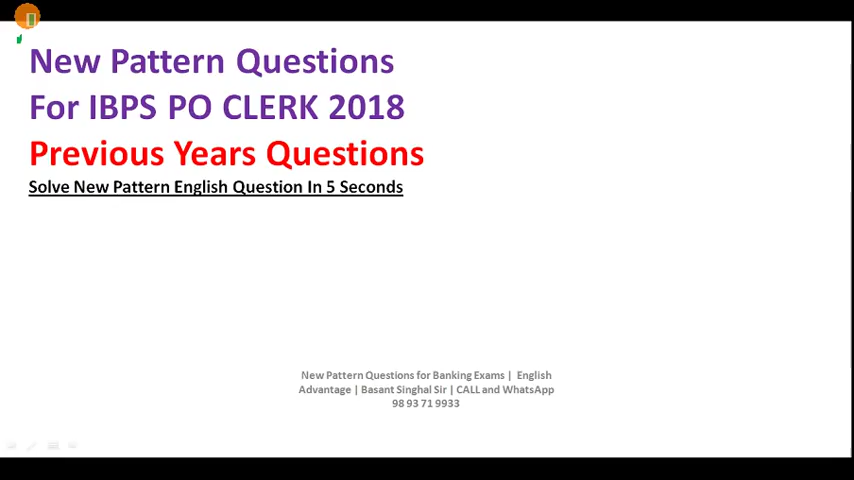 New Pattern Questions
For IBPS PO CLERK 2018
Previous Years Questions
Solve New Pattern English Question In 5 Seconds
New Pattern Questions for Banking Exams | English
Advantage | Basant Singhal Sir | CALL and WhatsApp
98 93 71 9933